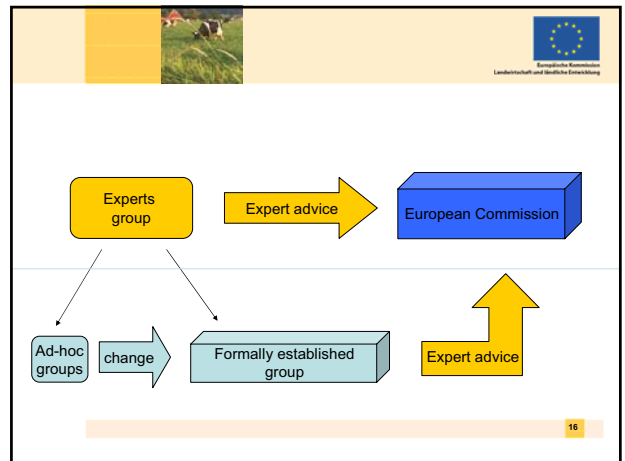 Europäische Kommission
Landwirtschaft und ländliche Entwicklung
Experts
group
Expert advice
European Commission
Ad-hoc
groups
change
Formally established
group
Expert advice
16